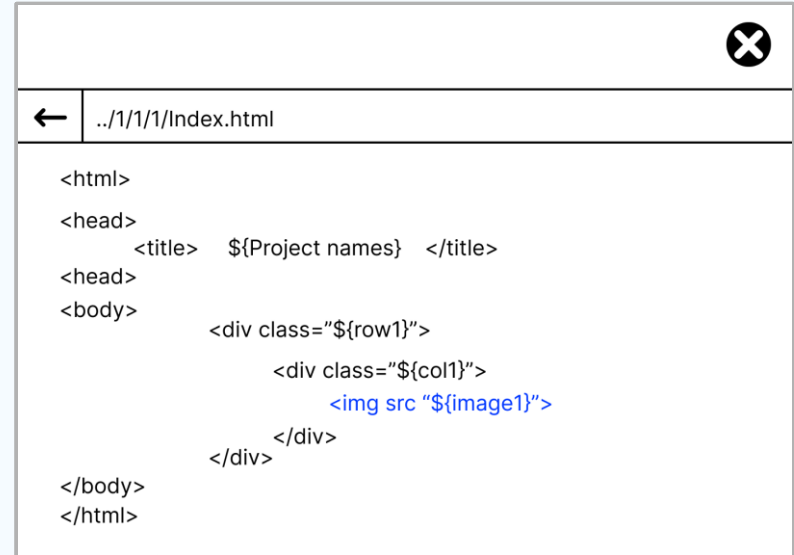 ../1/1/1/Index.html
<html>
<head>
<title> ${Project names} </title>
<head>
<body>
<div class=”${row1}”>
<div class=”${col1}”>
<img src “${image1}”>
</div>
</div>
</body>
</html>